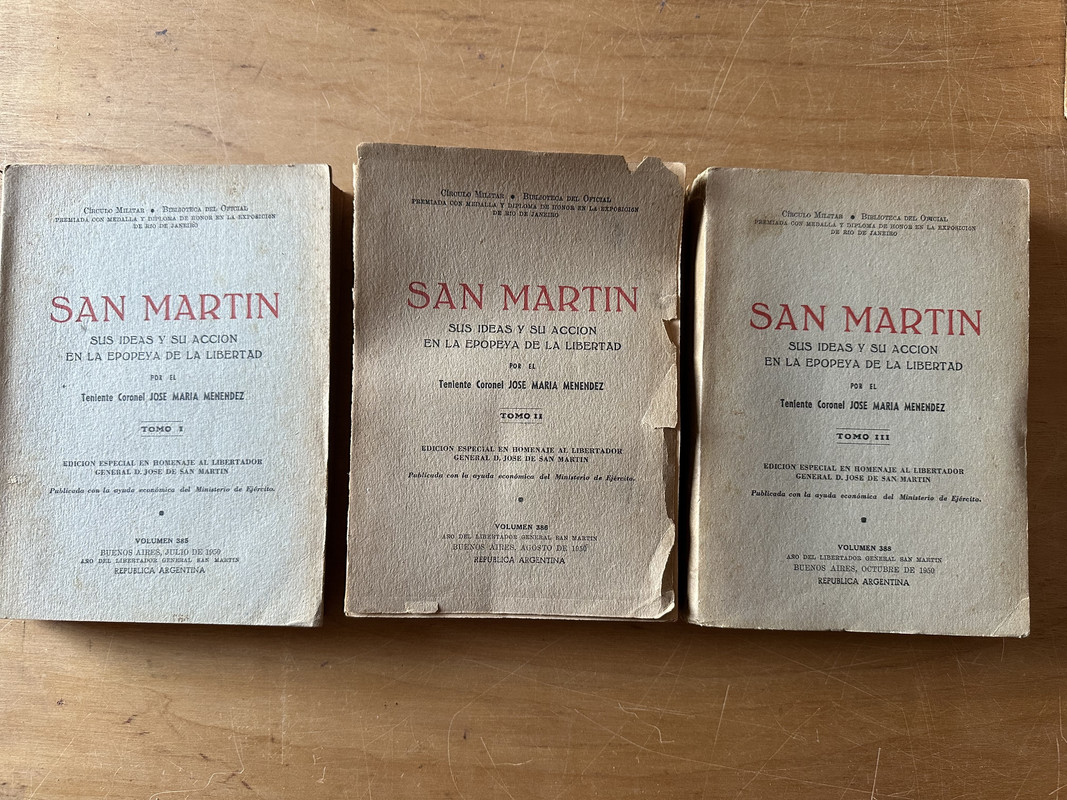 Círculo Militar • Biblioteca del Oficial
PREMIADA CON MEDALLA Y DIPLOMA DE HONOR EN LA EXPOSICIÓN
DE RIO DE JANEIRO
SAN MARTIN
SUS IDEAS Y SU ACCION
EN LA EPOPEYA DE LA LIBERTAD
POR EL
Teniente Coronel JOSE MARIA MENENDEZ
TOMO I
EDICION ESPECIAL EN HOMENAJE AL LIBERTADOR
GENERAL D. JOSE DE SAN MARTIN
Publicada con la ayuda económica del Ministerio de Ejército.
VOLUMEN 385
BUENOS AIRES, JULIO DE 1950
AÑO DEL LIBERTADOR GENERAL SAN MARTIN
REPUBLICA ARGENTINA
Círculo Militar • Biblioteca del Oficial
PREMIADA CON MEDALLA Y DIPLOMA DE HONOR EN LA EXPOSICIÓN
DE RIO DE JANEIRO
SAN MARTIN
SUS IDEAS Y SU ACCION
EN LA EPOPEYA DE LA LIBERTAD
POR EL
Teniente Coronel JOSE MARIA MENENDEZ
TOMO II
EDICION ESPECIAL EN HOMENAJE AL LIBERTADOR
GENERAL D. JOSE DE SAN MARTIN
Publicada con la ayuda económica del Ministerio de Ejército.
VOLUMEN 386
AÑO DEL LIBERTADOR GENERAL SAN MARTIN
BUENOS AIRES, AGOSTO DE 1950
REPUBLICA ARGENTINA
Círculo Militar • Biblioteca del Oficial
PREMIADA CON MEDALLA Y DIPLOMA DE HONOR EN LA EXPOSICIÓN
DE RIO DE JANEIRO
SAN MARTIN
SUS IDEAS Y SU ACCION
EN LA EPOPEYA DE LA LIBERTAD
POR EL
Teniente Coronel JOSE MARIA MENENDEZ
TOMO III
EDICION ESPECIAL EN HOMENAJE AL LIBERTADOR
GENERAL D. JOSE DE SAN MARTIN
Publicada con la ayuda económica del Ministerio de Ejército.
VOLUMEN 388
AÑO DEL LIBERTADOR GENERAL SAN MARTIN
BUENOS AIRES, OCTUBRE DE 1950
REPUBLICA ARGENTINA